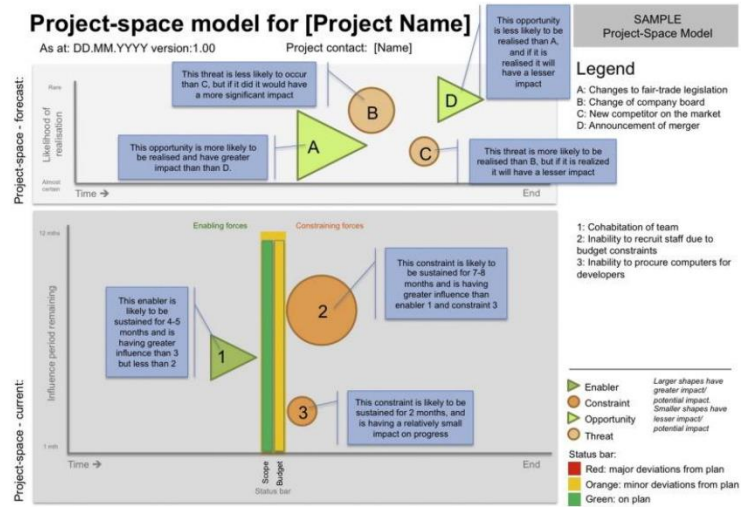 Project-space model for [Project Name]
As at: DD.MM.YYYY version:1.00
Project contact: [Name]
SAMPLE
Project-Space Model
Project-space - forecast:
Likelihood of
realisation
Rare
Almost
certain
Time →
End
This threat is less likely to occur
than C, but if it did it would have
a more significant impact
This opportunity is more likely to
be realised and have greater
impact than than D.
This opportunity
is less likely to be
realised than A,
and if it is
realised it will
have a lesser
impact
This threat is more likely to be
realised than B, but if it is realized
it will have a lesser impact
A
B
C
D
Legend
A: Changes to fair-trade legislation
B: Change of company board
C: New competitor on the market
D: Announcement of merger
Project-space - current:
Influence period remaining
12 mths
1 mth
Enabling forces
Constraining forces
This enabler is
likely to be
sustained for 4-5
months and is
having greater
influence than 3
but less than 2
This constraint is likely to be
sustained for 7-8
months and is having
greater influence than
enabler 1 and constraint 3
This constraint is likely to be
sustained for 2 months, and
is having a relatively small
impact on progress
1
2
3
Time →
Scope
Budget
Status bar
End
1: Cohabitation of team
2: Inability to recruit staff due to
budget constraints
3: Inability to procure computers for
developers
Enabler
Constraint
Opportunity
Threat
Larger shapes have
greater impact/
potential impact.
Smaller shapes have
lesser impact/
potential impact
Status bar:
Red: major deviations from plan
Orange: minor deviations from plan
Green: on plan